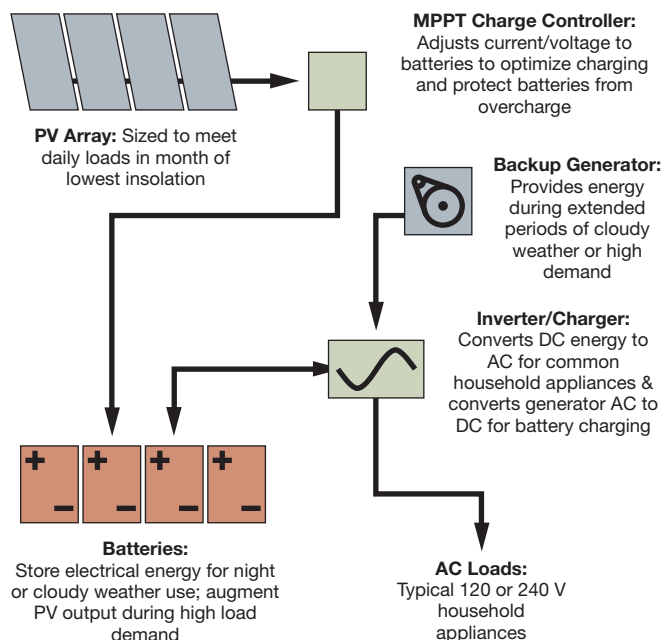 MPPT Charge Controller:
Adjusts current/voltage to
batteries to optimize charging
and protect batteries from
overcharge
PV Array: Sized to meet
daily loads in month of
lowest insolation
Backup Generator:
Provides energy
during extended
periods of cloudy
weather or high
demand
Inverter/Charger:
Converts DC energy to
AC for common
household appliances &
converts generator AC to
DC for battery charging
+ + + +
– – – –
Batteries:
Store electrical energy for night
or cloudy weather use; augment
PV output during high load
demand
AC Loads:
Typical 120 or 240 V
household
appliances